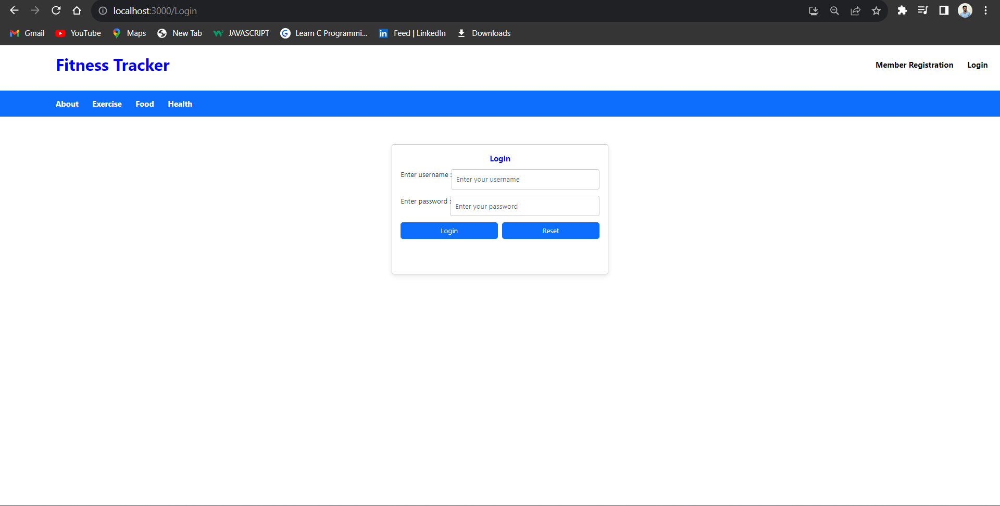 localhost:3000/Login
Gmail YouTube Maps New Tab JAVASCRIPT Learn C Programmi... Feed | LinkedIn Downloads
Fitness Tracker
Member Registration Login
About Exercise Food Health
Login
Enter username : Enter your username
Enter password : Enter your password
Login Reset